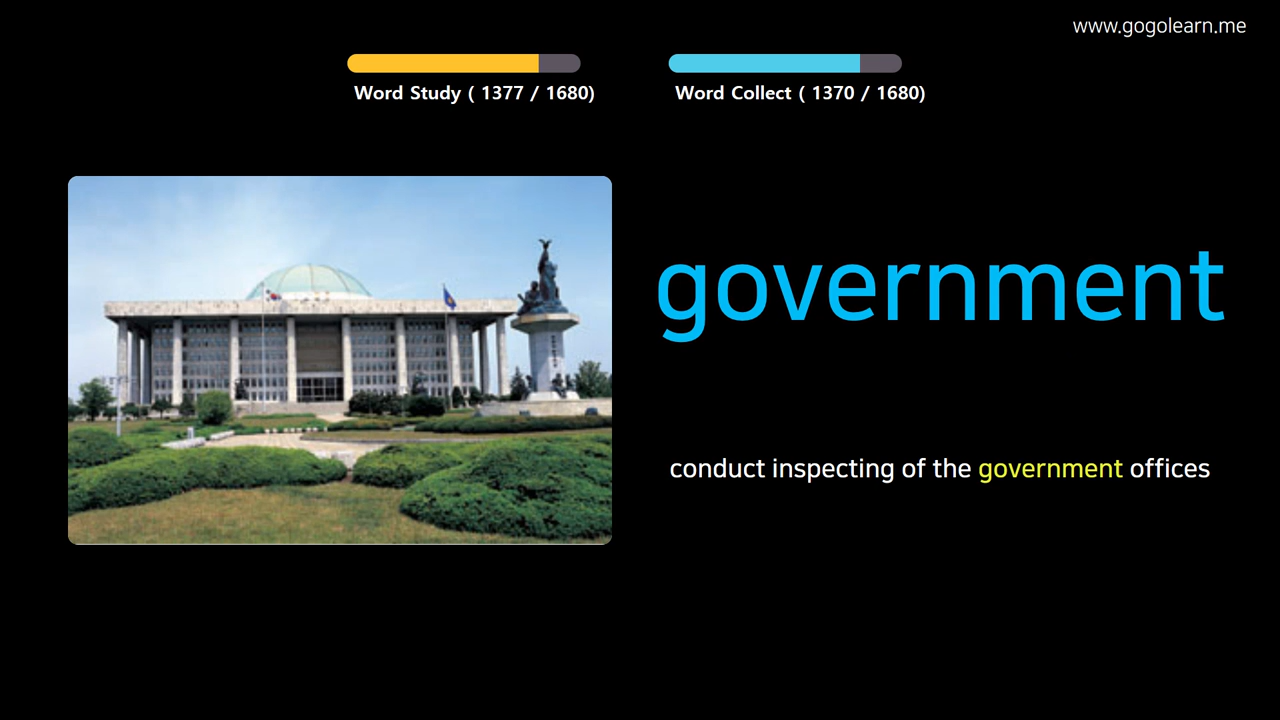 www.gogolearn.me
Word Study ( 1377 / 1680)
Word Collect ( 1370 / 1680)
government
conduct inspecting of the government offices